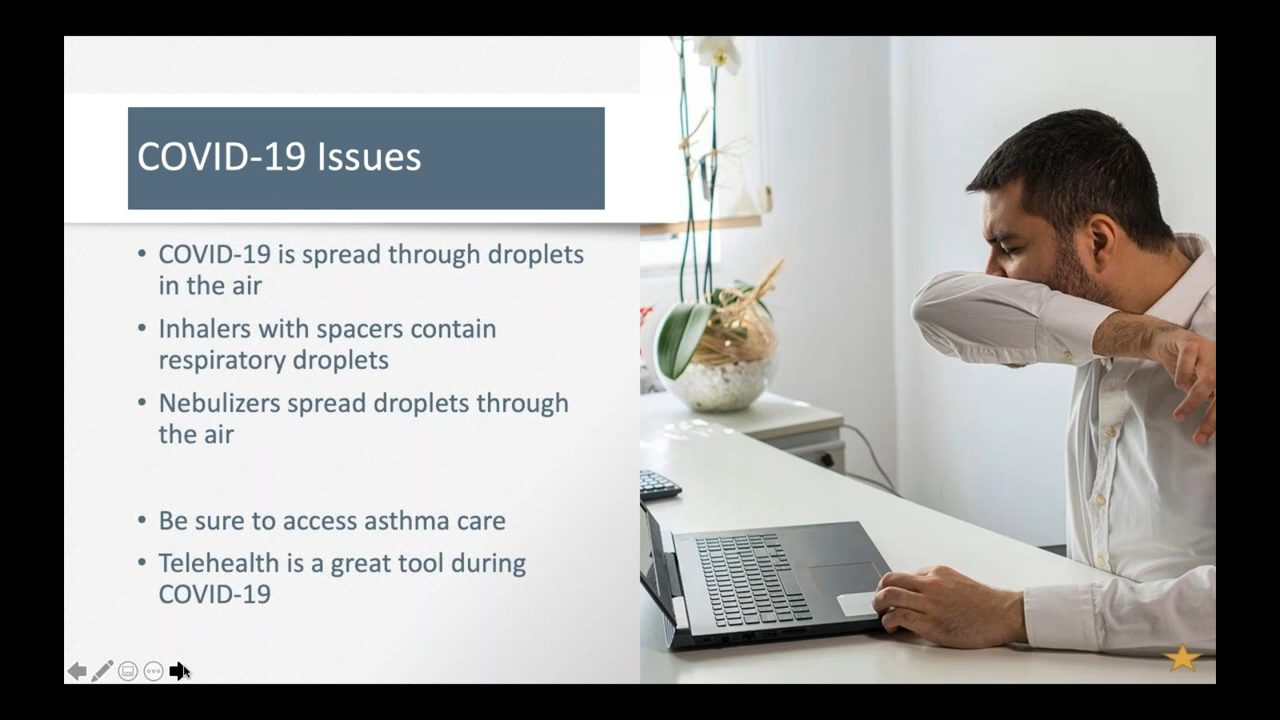 COVID-19 Issues
• COVID-19 is spread through droplets
in the air
• Inhalers with spacers contain
respiratory droplets
• Nebulizers spread droplets through
the air
• Be sure to access asthma care
• Telehealth is a great tool during
COVID-19